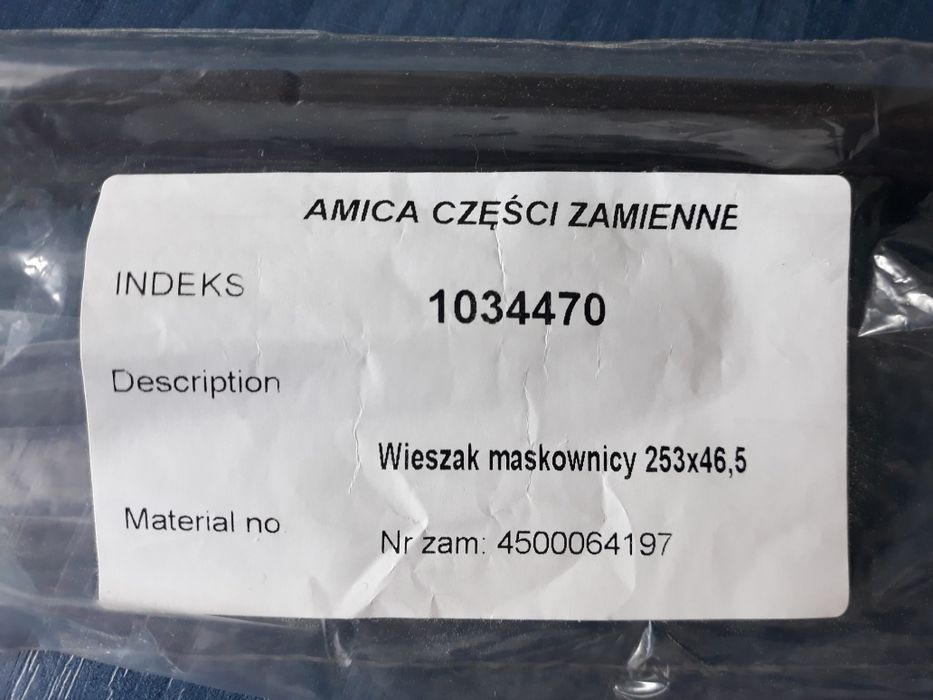 AMICA CZĘŚCI ZAMIENNE
INDEKS
1034470
Description
Wieszak maskownicy 253x46,5
Material no
Nr zam: 4500064197